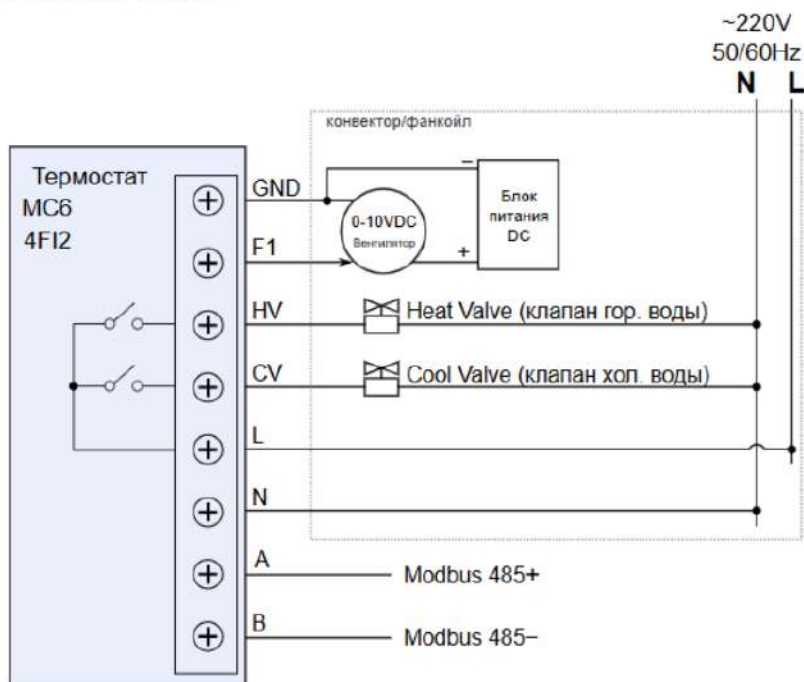 ~220V
50/60Hz
N L
конвектор/фанкойл
Термостат
MC6
4FI2
GND
F1
HV
CV
L
N
A
B
–
+
0-10VDC
Вентилятор
Блок
питания
DC
Heat Valve (клапан гор. воды)
Cool Valve (клапан хол. воды)
Modbus 485+
Modbus 485–